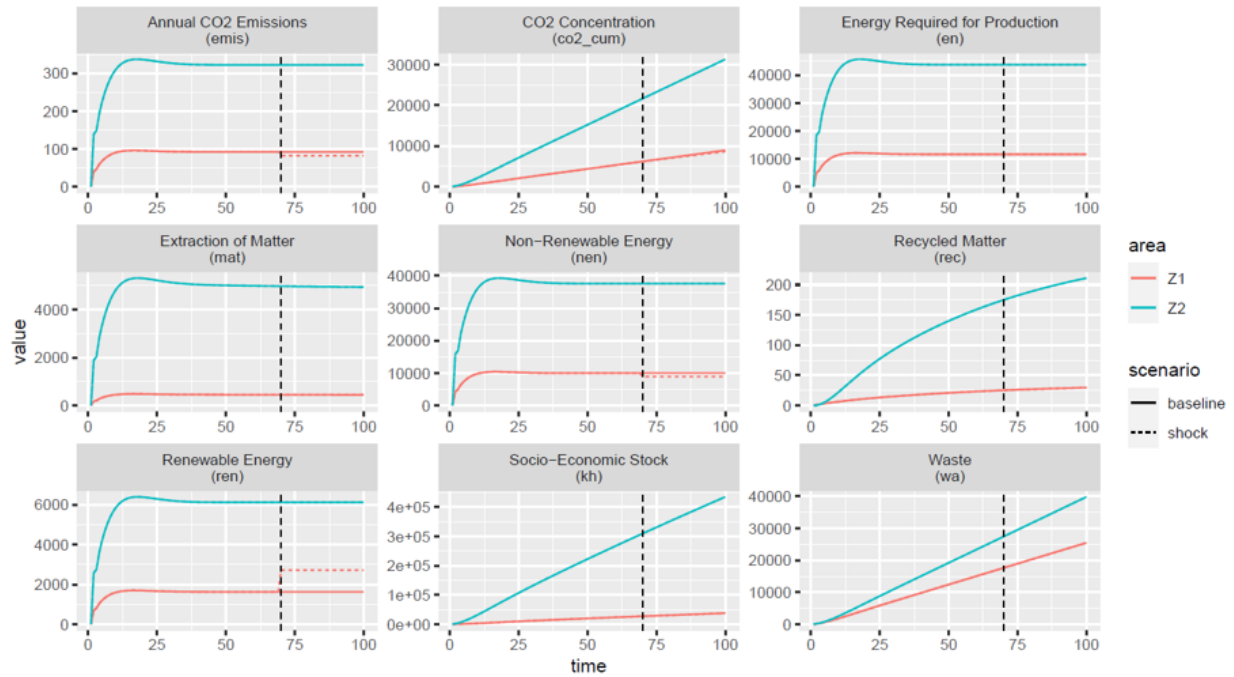 Annual CO2 Emissions
(emis)
CO2 Concentration
(co2_cum)
Energy Required for Production
(en)
300
200
100
0
0 25 50 75 100
30000
20000
10000
0
0 25 50 75 100
40000
30000
20000
10000
0
0 25 50 75 100
Extraction of Matter
(mat)
Non−Renewable Energy
(nen)
Recycled Matter
(rec)
4000
2000
0
0 25 50 75 100
40000
30000
20000
10000
0
0 25 50 75 100
200
150
100
50
0
0 25 50 75 100
Renewable Energy
(ren)
Socio−Economic Stock
(kh)
Waste
(wa)
6000
4000
2000
0
0 25 50 75 100
4e+05
3e+05
2e+05
1e+05
0e+00
0 25 50 75 100
40000
30000
20000
10000
0
0 25 50 75 100
value
time
area
Z1
Z2
scenario
baseline
shock